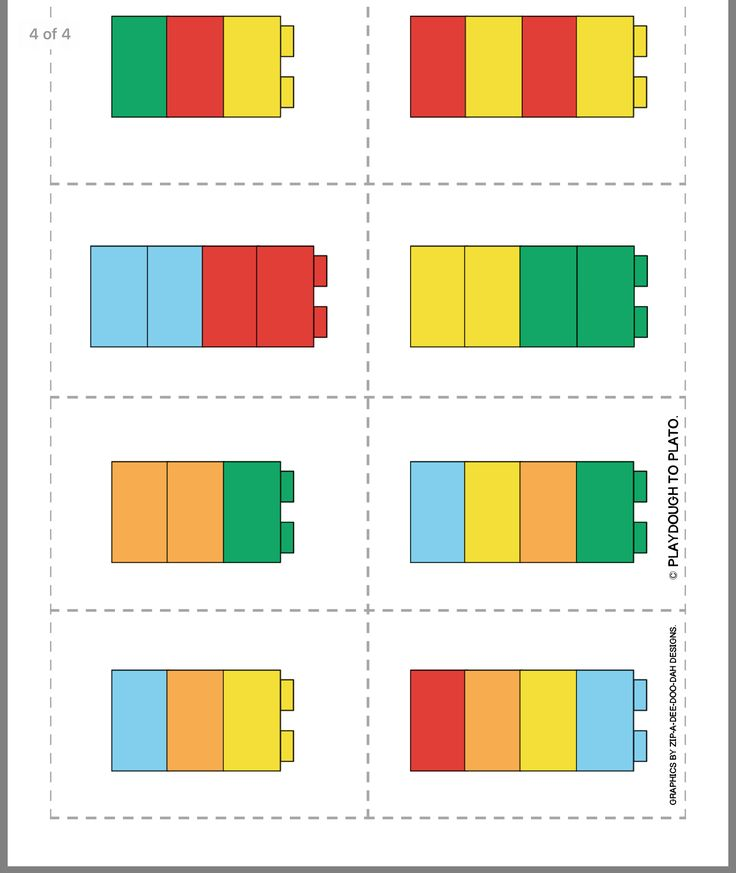 4 of 4
© PLAYDOUGH TO PLATO.
GRAPHICS BY ZIP-A-DEE-DOO-DAH DESIGNS.